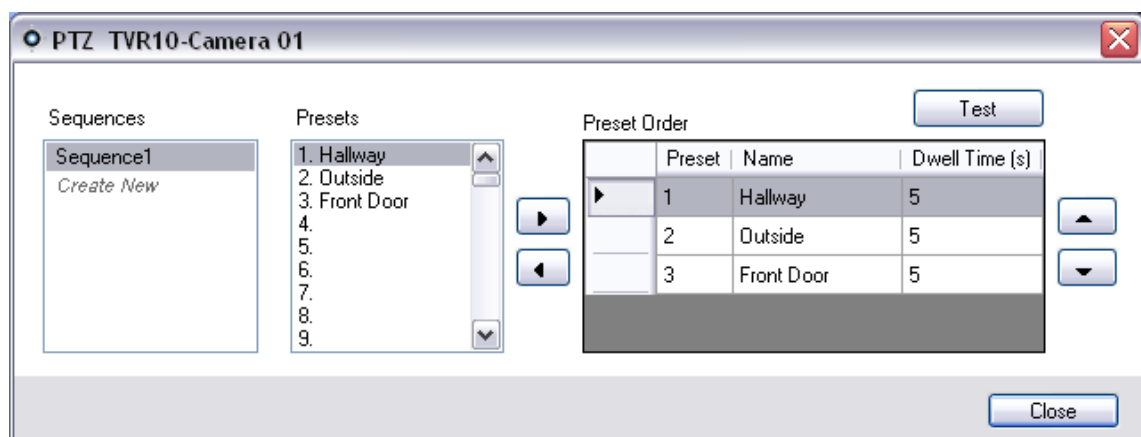 PTZ TVR10-Camera 01
Sequences
Sequence1
Create New
Presets
1. Hallway
2. Outside
3. Front Door
4.
5.
6.
7.
8.
9.
Preset Order
Test
Preset Name Dwell Time (s)
1 Hallway 5
2 Outside 5
3 Front Door 5
Close